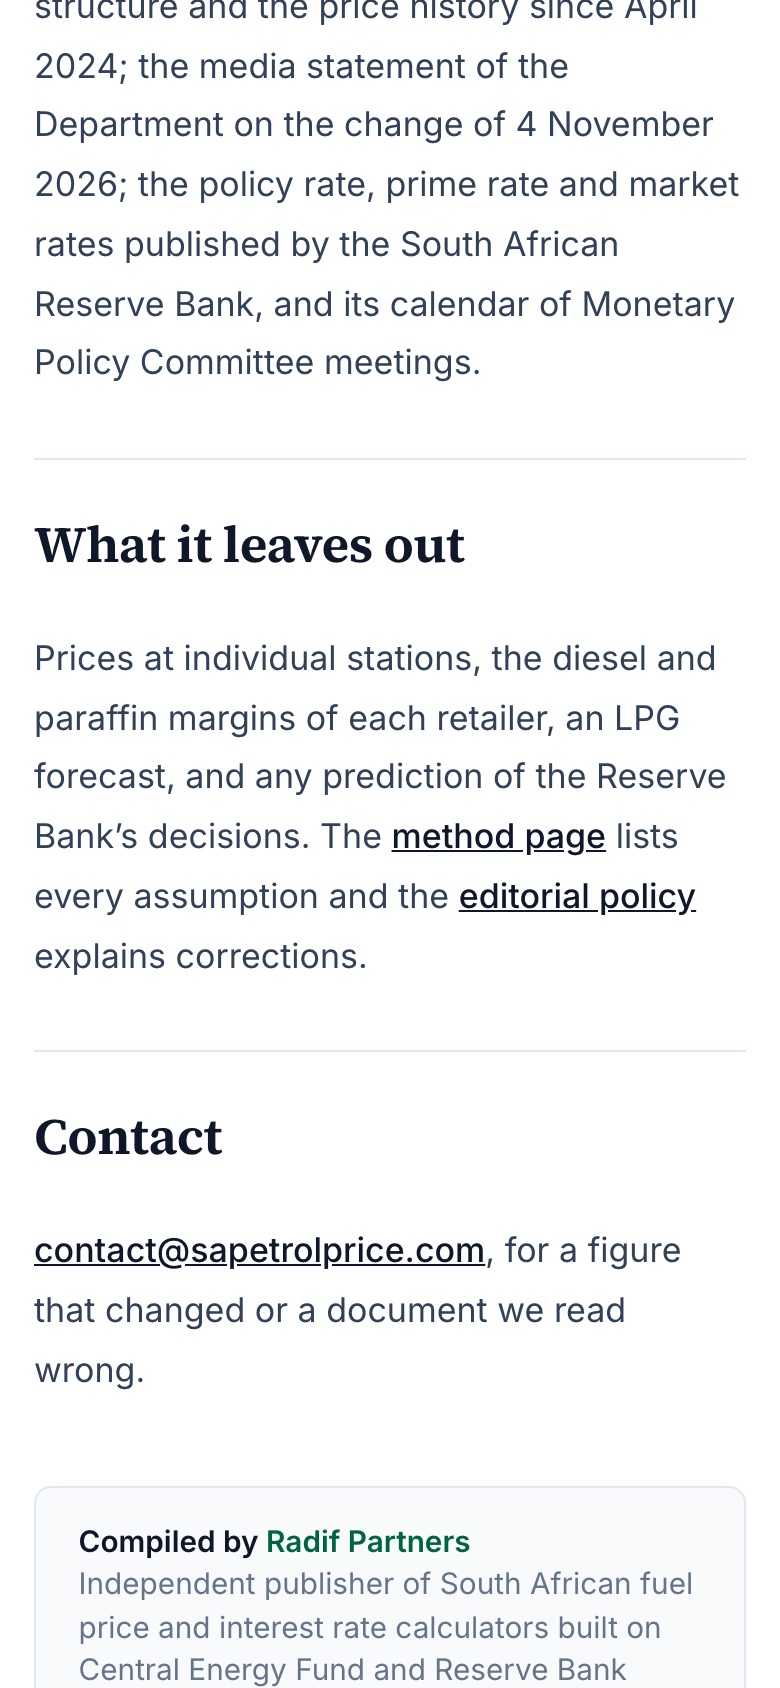 structure and the price history since April
2024; the media statement of the
Department on the change of 4 November
2026; the policy rate, prime rate and market
rates published by the South African
Reserve Bank, and its calendar of Monetary
Policy Committee meetings.
What it leaves out
Prices at individual stations, the diesel and
paraffin margins of each retailer, an LPG
forecast, and any prediction of the Reserve
Bank’s decisions. The method page lists
every assumption and the editorial policy
explains corrections.
Contact
contact@sapetrolprice.com, for a figure
that changed or a document we read
wrong.
Compiled by Radif Partners
Independent publisher of South African fuel
price and interest rate calculators built on
Central Energy Fund and Reserve Bank